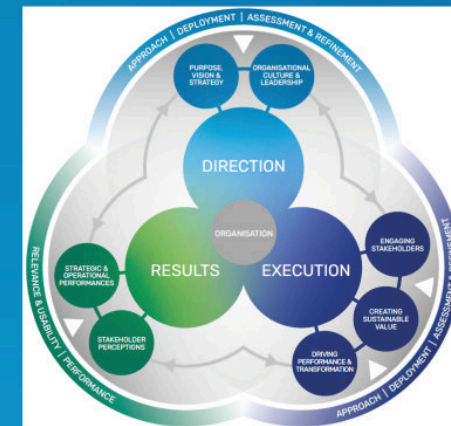 APPROACH | DEPLOYMENT | ASSESSMENT & REFINEMENT
PURPOSE,
VISION &
STRATEGY
ORGANISATIONAL
CULTURE &
LEADERSHIP
DIRECTION
ORGANISATION
RESULTS
EXECUTION
STRATEGIC &
OPERATIONAL
PERFORMANCES
STAKEHOLDER
PERCEPTIONS
ENGAGING
STAKEHOLDERS
CREATING
SUSTAINABLE
VALUE
DRIVING
PERFORMANCE &
TRANSFORMATION
RELEVANCE & USABILITY | PERFORMANCE
APPROACH | DEPLOYMENT | ASSESSMENT & REFINEMENT